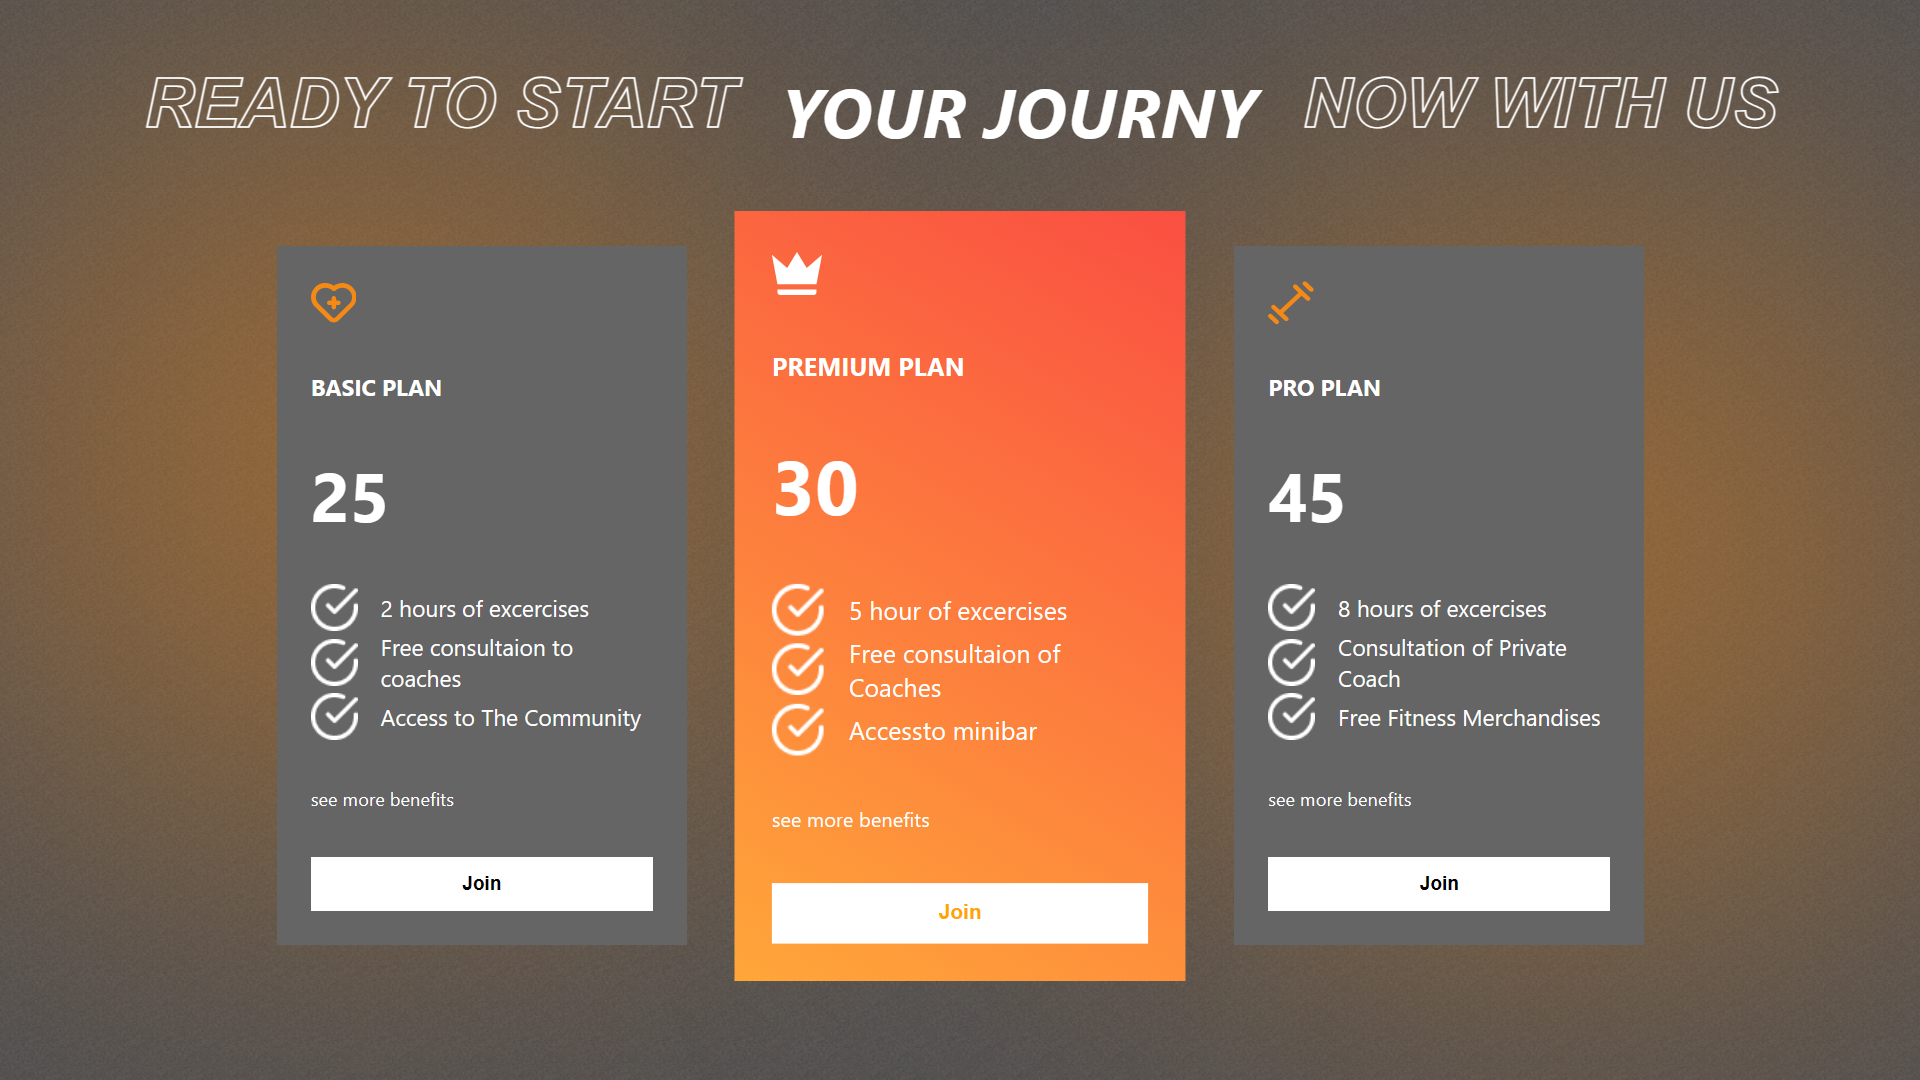 READY TO START YOUR JOURNY NOW WITH US
BASIC PLAN
25
2 hours of excercises
Free consultaion to
coaches
Access to The Community
see more benefits
Join
PREMIUM PLAN
30
5 hour of excercises
Free consultaion of
Coaches
Accessto minibar
see more benefits
Join
PRO PLAN
45
8 hours of excercises
Consultation of Private
Coach
Free Fitness Merchandises
see more benefits
Join